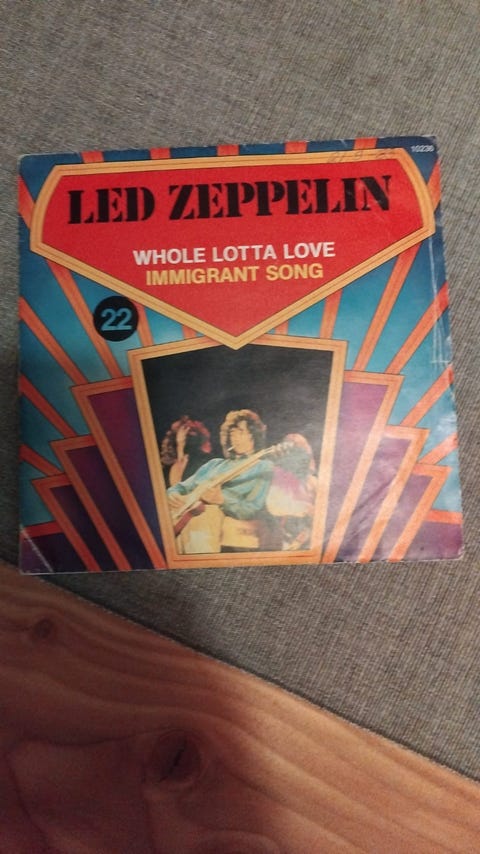 10236
LED ZEPPELIN
WHOLE LOTTA LOVE
IMMIGRANT SONG
22